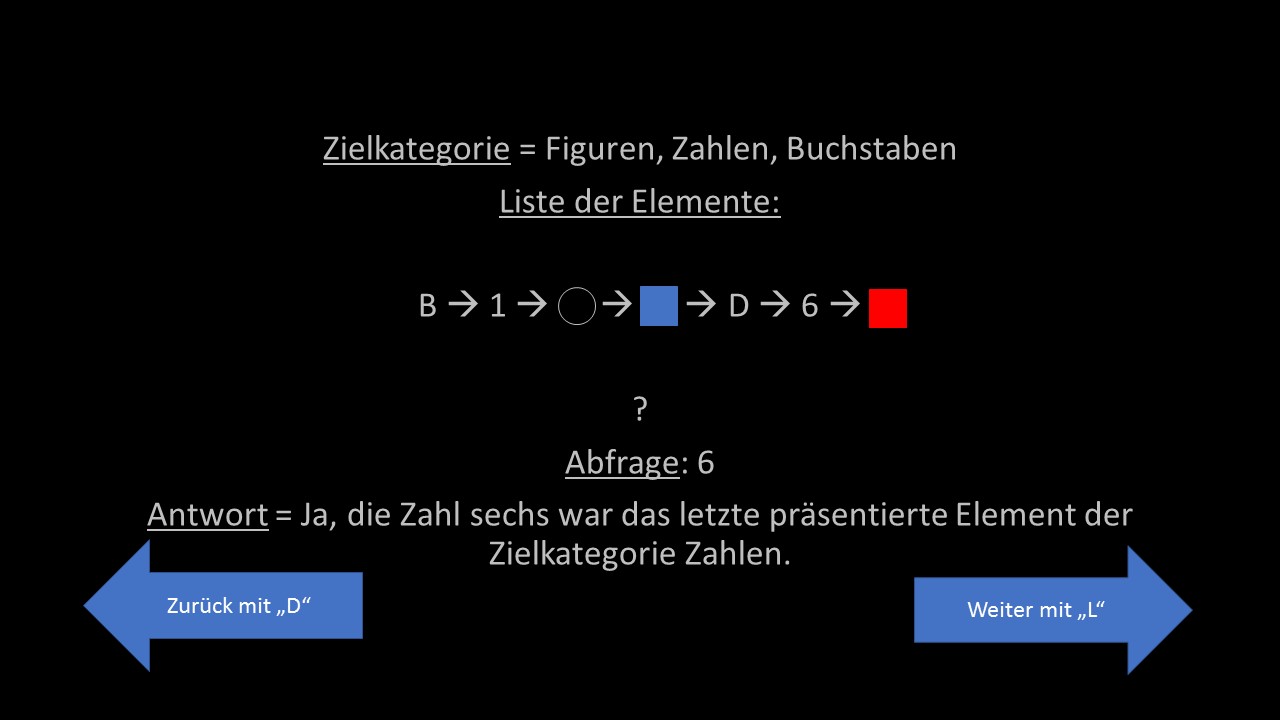 Zielkategorie = Figuren, Zahlen, Buchstaben
Liste der Elemente:
B → 1 → → → D → 6 →
?
Abfrage: 6
Antwort = Ja, die Zahl sechs war das letzte präsentierte Element der
Zielkategorie Zahlen.
Zurück mit „D“
Weiter mit „L“